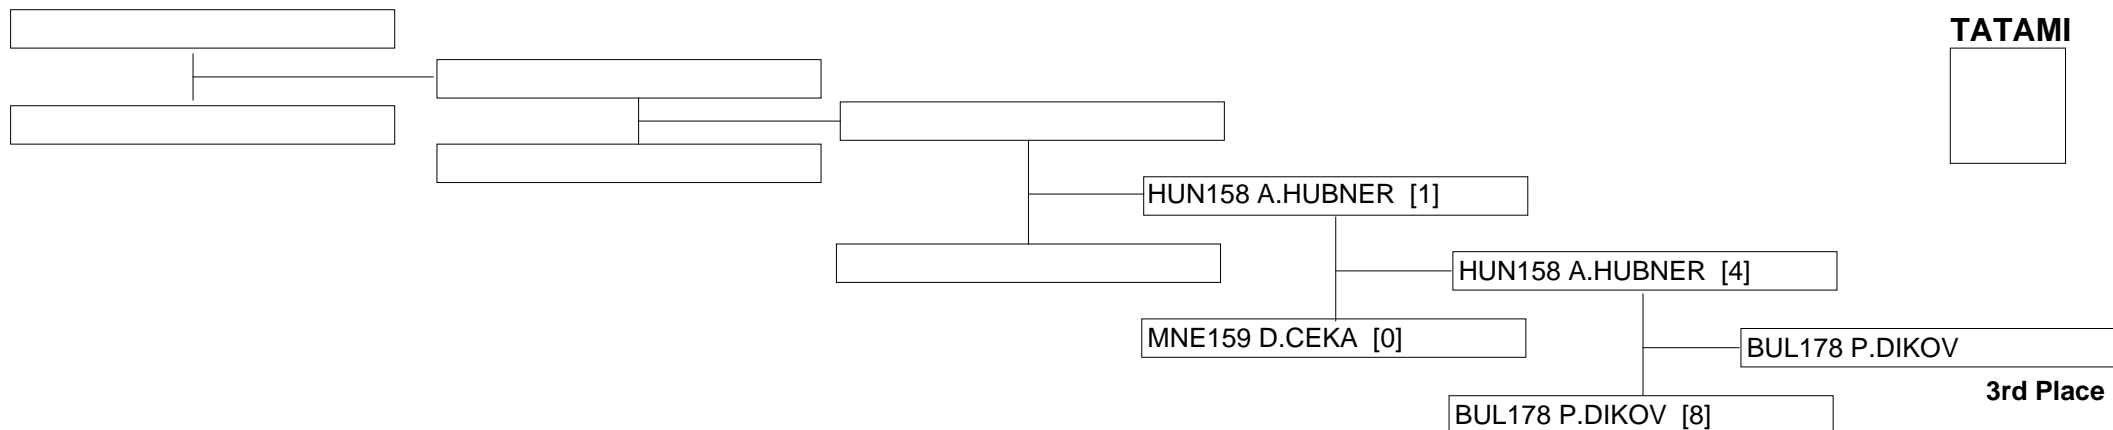 TATAMI
HUN158 A.HUBNER [1]
HUN158 A.HUBNER [4]
MNE159 D.CEKA [0]
BUL178 P.DIKOV
3rd Place
BUL178 P.DIKOV [8]